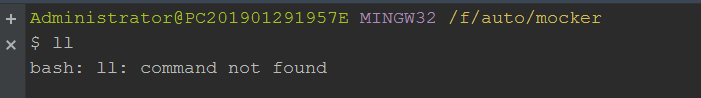 Administrator@PC201901291957E MINGW32 /f/auto/mocker
$ ll
bash: ll: command not found